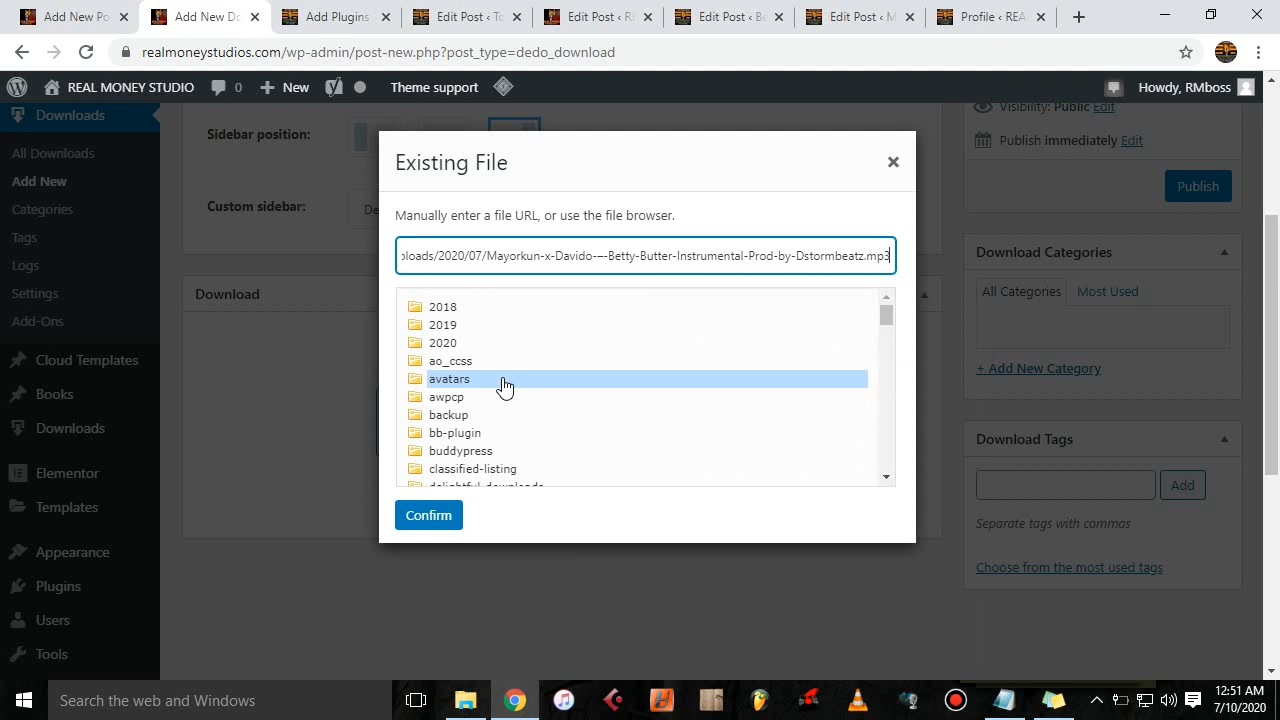 Add New Po
Add New De
Add Plugins
Edit Post ‹ To
Edit Post ‹ R
Edit Post ‹ Be
Edit Post ‹ M
Profile ‹ REA
realmoneystudios.com/wp-admin/post-new.php?post_type=dedo_download
REAL MONEY STUDIO
0
New
Theme support
Howdy, RMboss
Downloads
All Downloads
Add New
Categories
Tags
Logs
Settings
Add-Ons
Cloud Templates
Books
Downloads
Elementor
Templates
Appearance
Plugins
Users
Tools
Sidebar position:
Custom sidebar:
De
Download
Existing File
Manually enter a file URL, or use the file browser.
loads/2020/07/Mayorkun-x-Davido-–-Betty-Butter-Instrumental-Prod-by-Dstormbeatz.mp3
2018
2019
2020
ao_ccss
avatars
awpcp
backup
bb-plugin
buddypress
classified-listing
delightful-downloads
Confirm
Visibility: Public Edit
Publish immediately Edit
Publish
Download Categories
All Categories
Most Used
+ Add New Category
Download Tags
Add
Separate tags with commas
Choose from the most used tags
Search the web and Windows
12:51 AM
7/10/2020